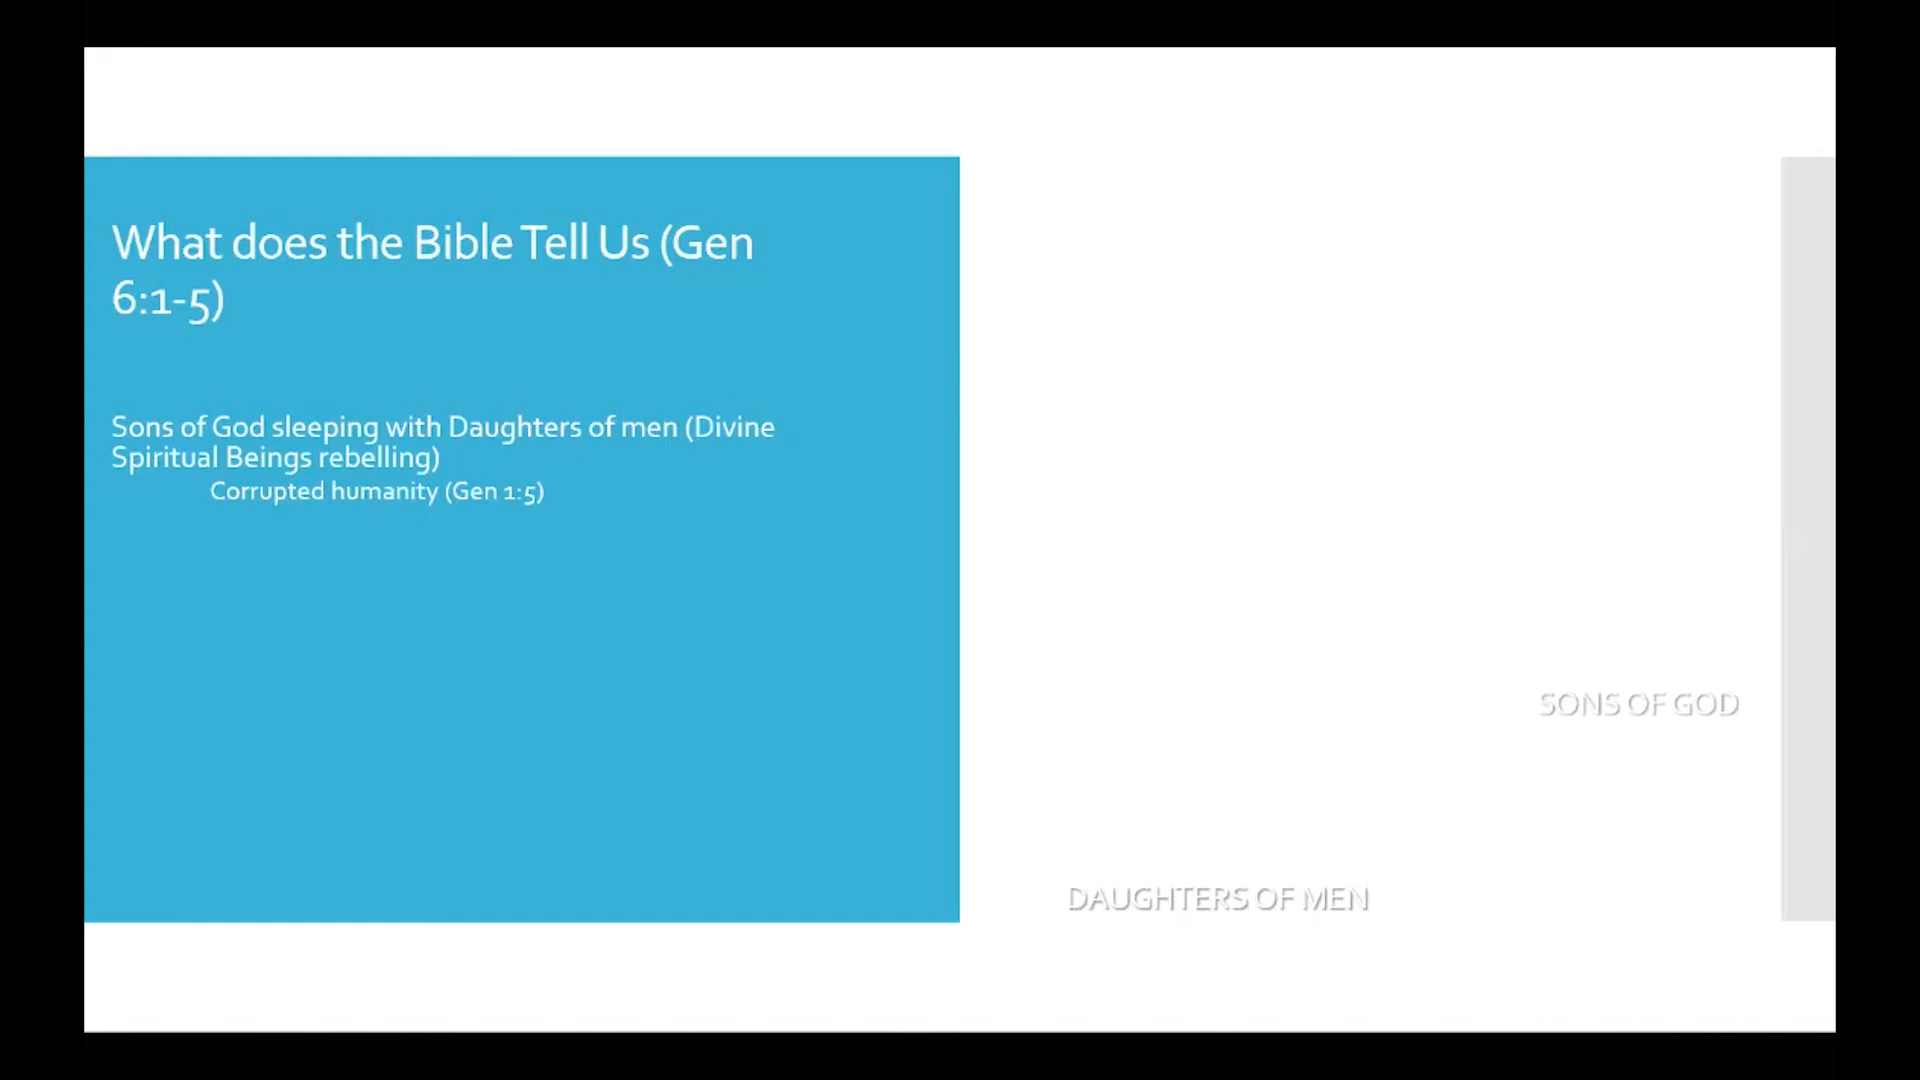 What does the Bible Tell Us (Gen
6:1-5)
Sons of God sleeping with Daughters of men (Divine
Spiritual Beings rebelling)
Corrupted humanity (Gen 1:5)
SONS OF GOD
DAUGHTERS OF MEN